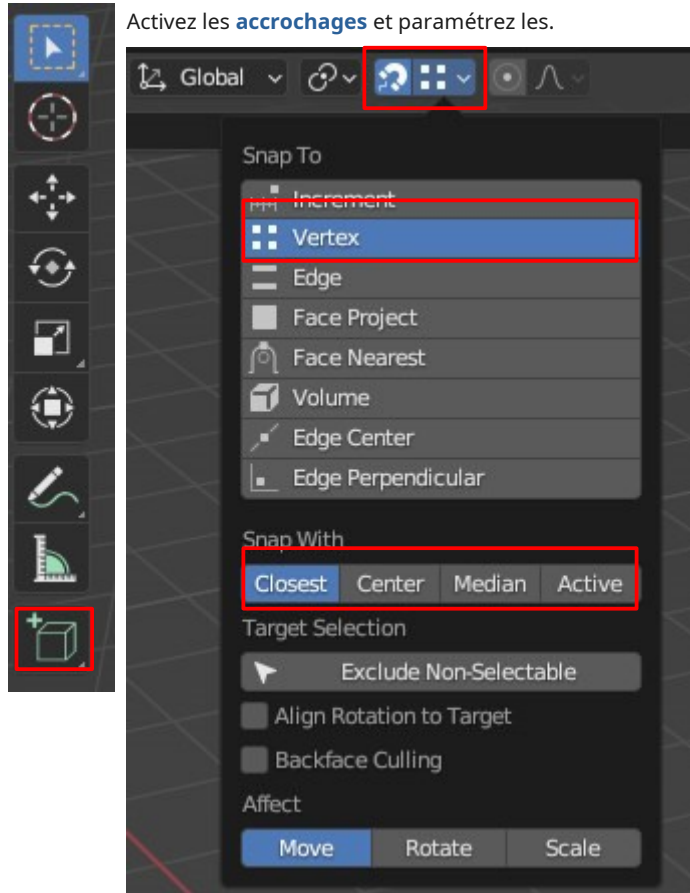 Activez les accrochages et paramétrez les.
Global
Snap To
Increment
Vertex
Edge
Face Project
Face Nearest
Volume
Edge Center
Edge Perpendicular
Snap With
Closest Center Median Active
Target Selection
Exclude Non-Selectable
Align Rotation to Target
Backface Culling
Affect
Move Rotate Scale